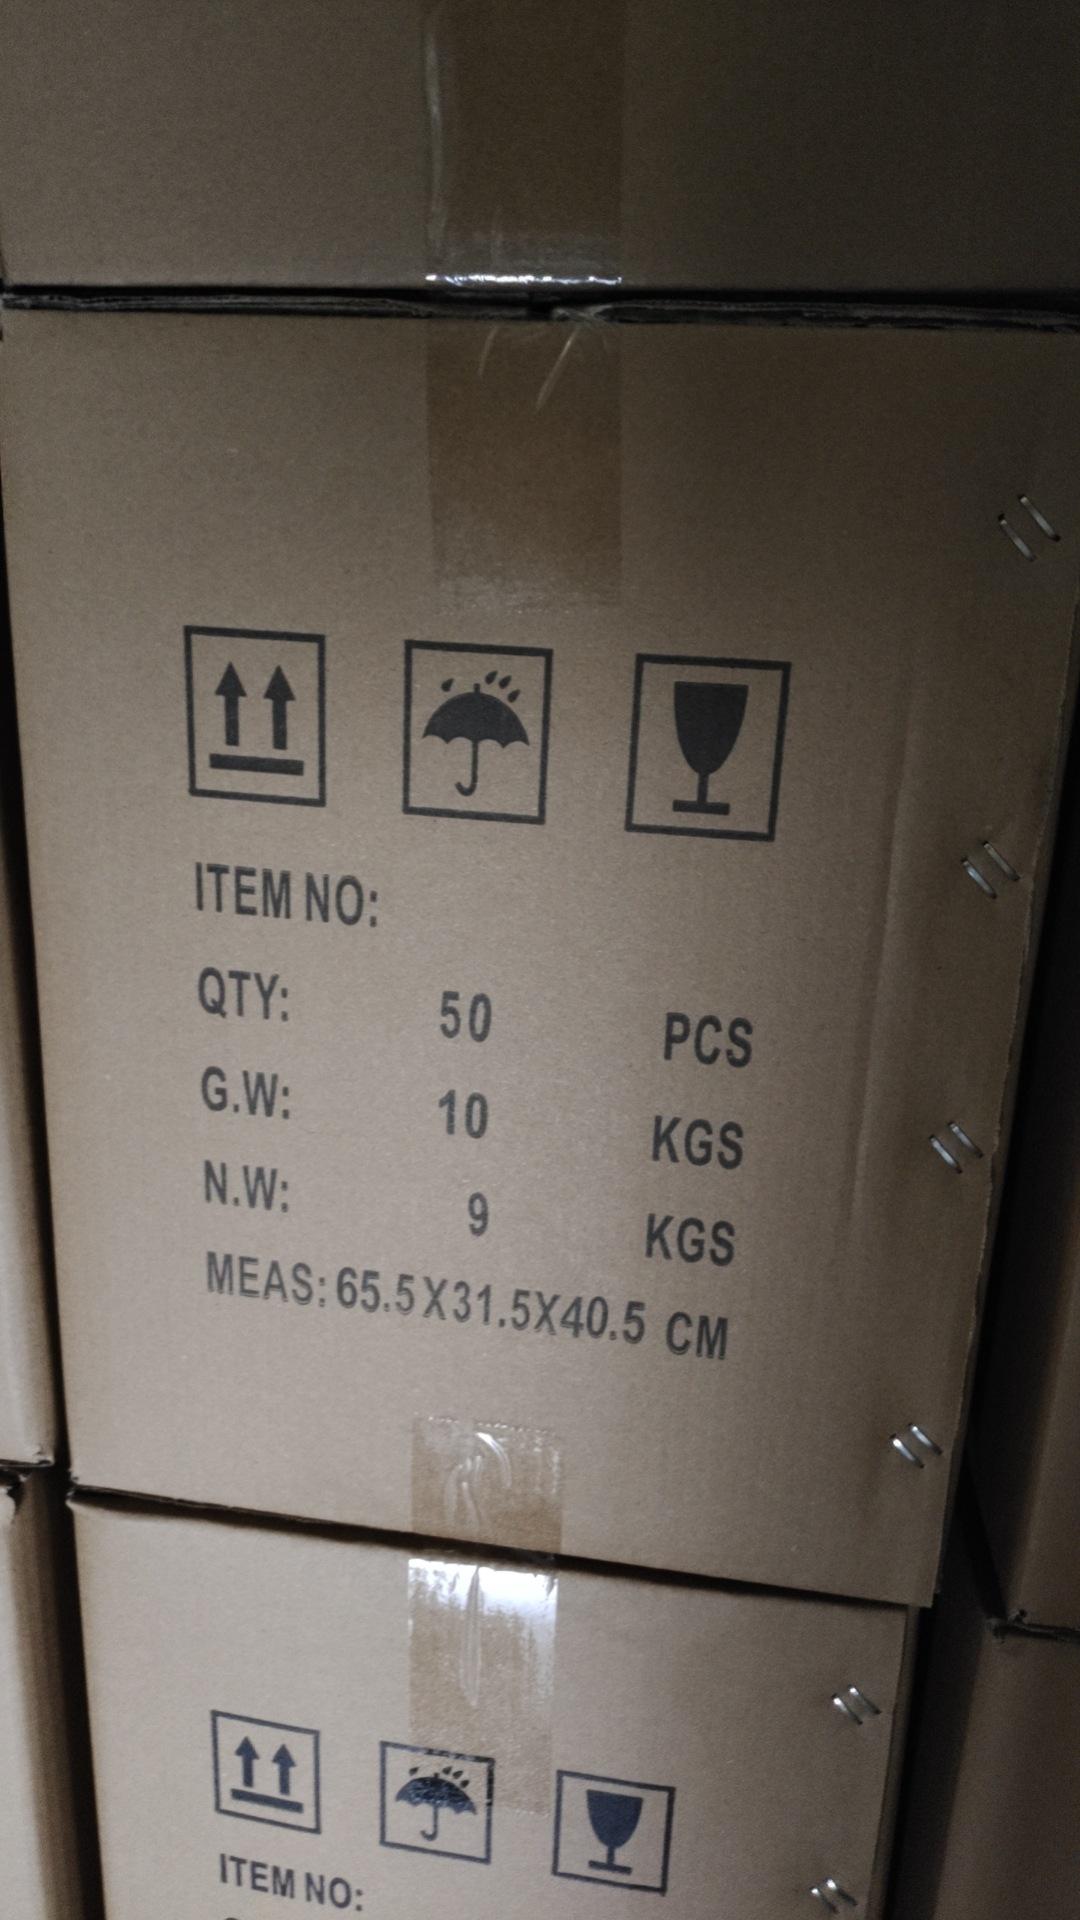 ITEM NO:
QTY: 50 PCS
G.W: 10 KGS
N.W: 9 KGS
MEAS: 65.5X31.5X40.5 CM
ITEM NO: